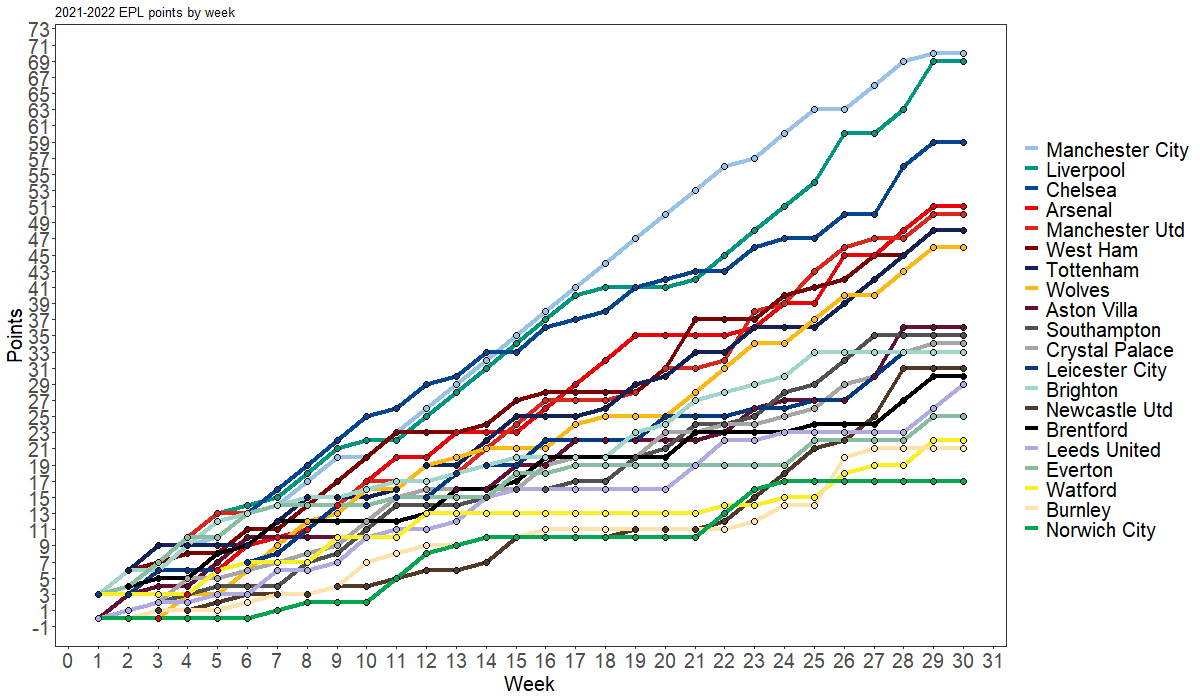 2021-2022 EPL points by week
73
71
69
67
65
63
61
59
57
55
53
51
49
47
45
43
41
39
37
35
33
31
29
27
25
23
21
19
17
15
13
11
9
7
5
3
1
-1
Points
0 1 2 3 4 5 6 7 8 9 10 11 12 13 14 15 16 17 18 19 20 21 22 23 24 25 26 27 28 29 30 31
Week
Manchester City
Liverpool
Chelsea
Arsenal
Manchester Utd
West Ham
Tottenham
Wolves
Aston Villa
Southampton
Crystal Palace
Leicester City
Brighton
Newcastle Utd
Brentford
Leeds United
Everton
Watford
Burnley
Norwich City